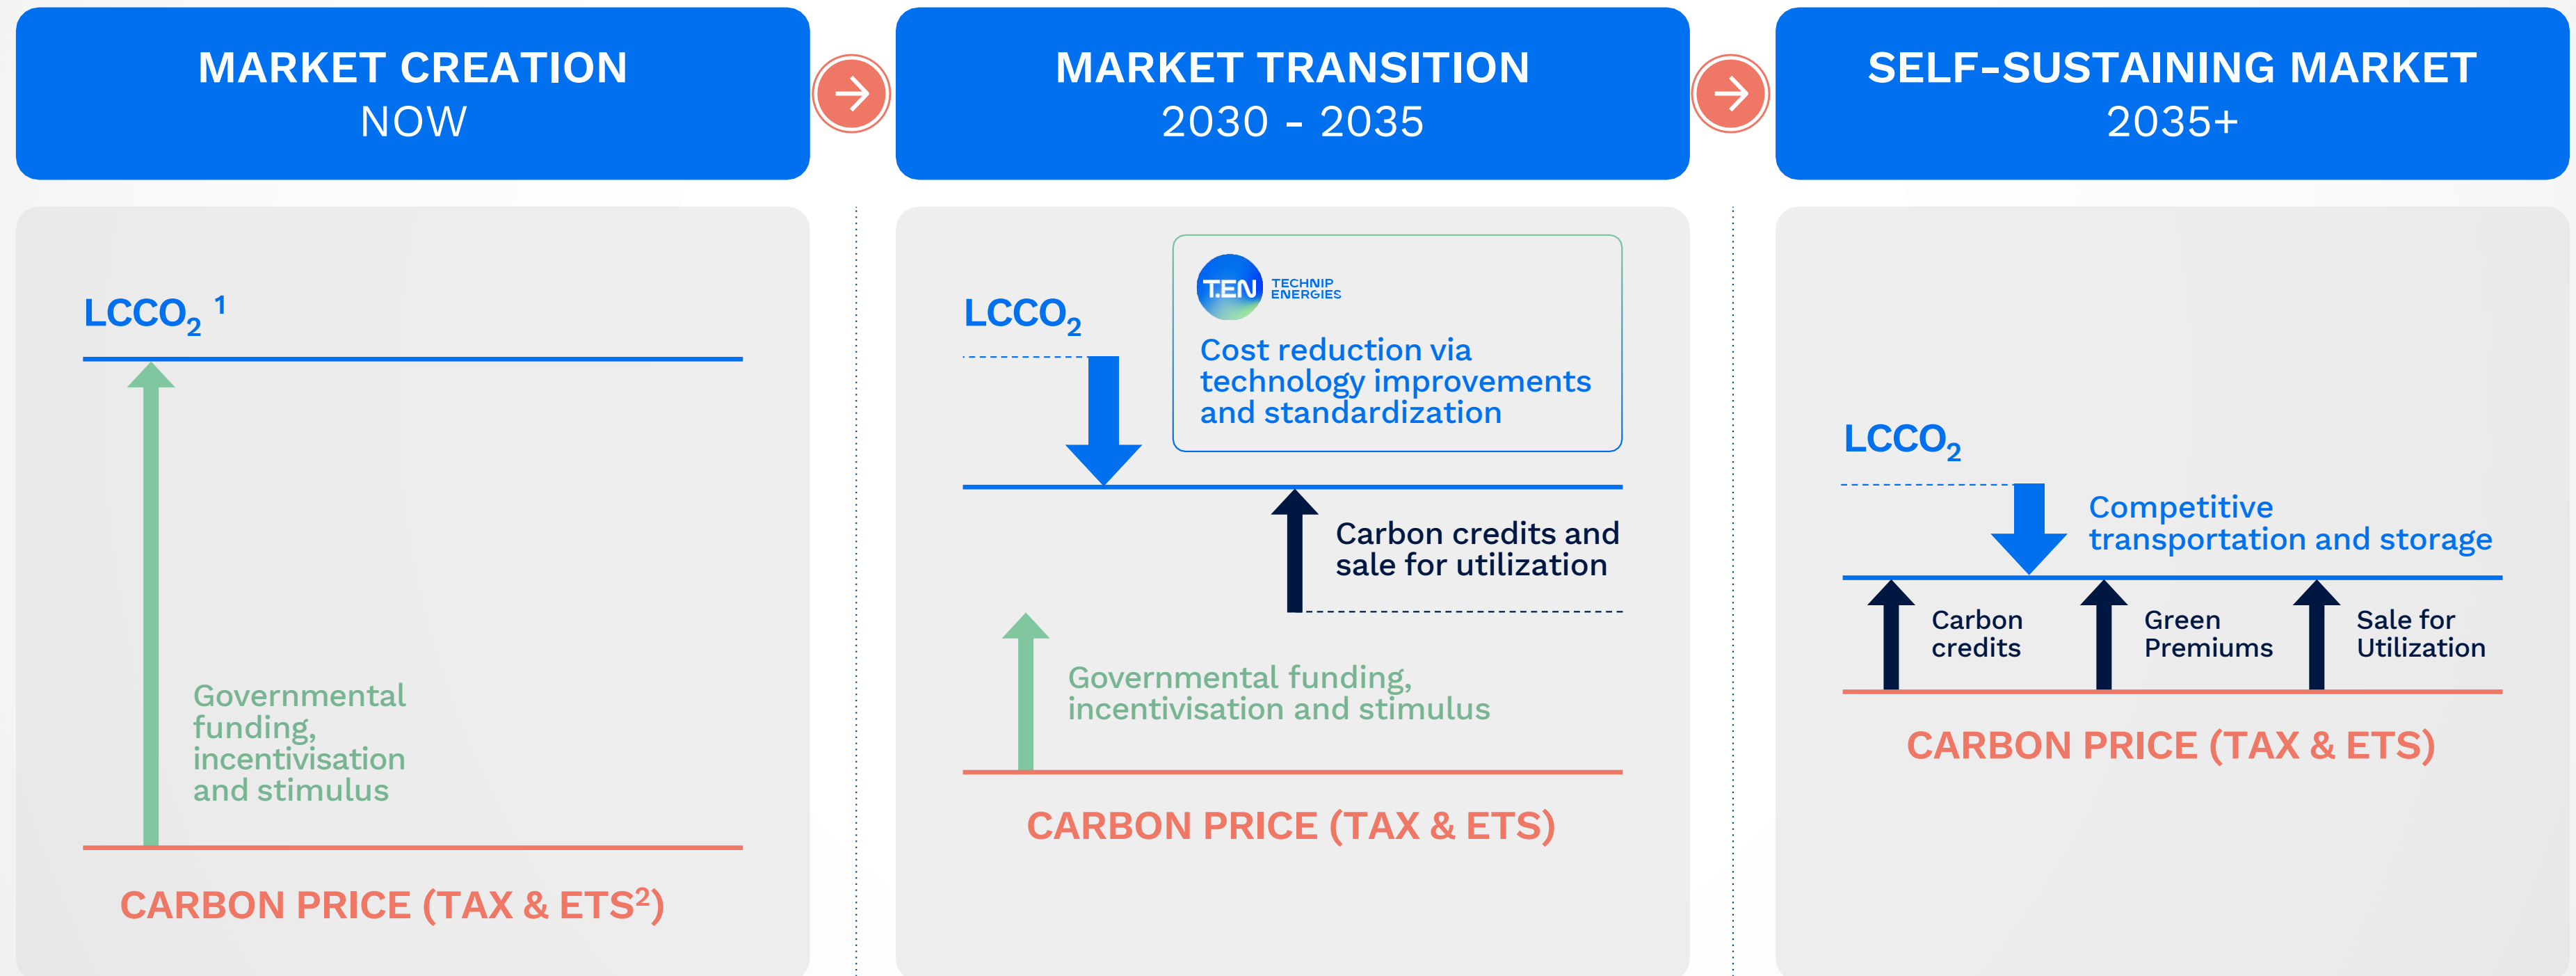 MARKET CREATION
NOW
MARKET TRANSITION
2030 - 2035
SELF-SUSTAINING MARKET
2035+
LCCO₂ ¹
Governmental
funding,
incentivisation
and stimulus
CARBON PRICE (TAX & ETS²)
LCCO₂
T.EN TECHNIP
ENERGIES
Cost reduction via
technology improvements
and standardization
Carbon credits and
sale for utilization
Governmental funding,
incentivisation and stimulus
CARBON PRICE (TAX & ETS)
LCCO₂
Competitive
transportation and storage
Carbon
credits
Green
Premiums
Sale for
Utilization
CARBON PRICE (TAX & ETS)